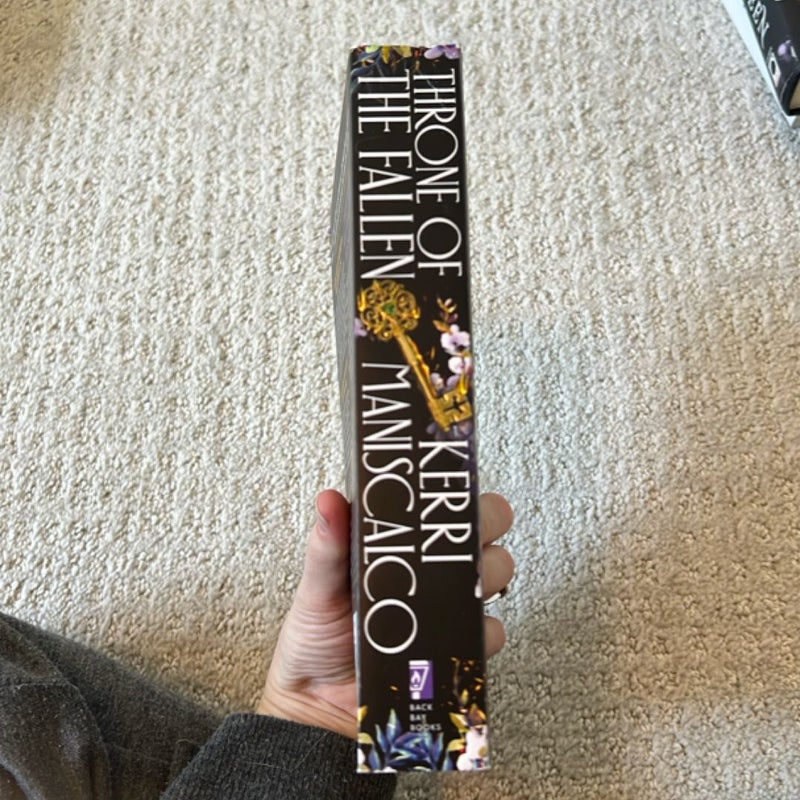 THRONE OF
THE FALLEN
KERRI
MANISCALCO
BACK
BAY
BOOKS